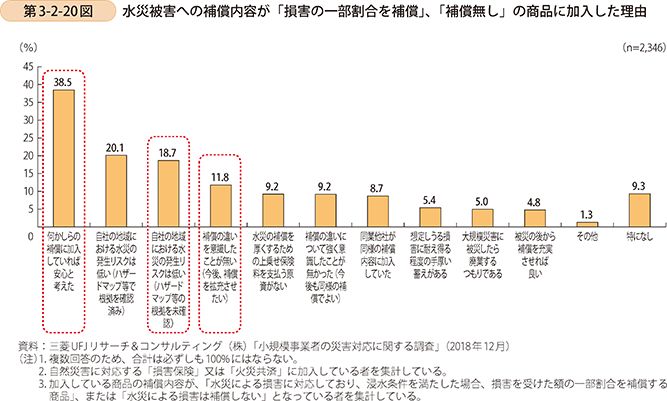 第3-2-20図
水災被害への補償内容が「損害の一部割合を補償」、「補償無し」の商品に加入した理由
(%)
(n=2,346)
45
40
35
30
25
20
15
10
5
0
38.5
20.1
18.7
11.8
9.2
9.2
8.7
5.4
5.0
4.8
1.3
9.3
何かしらの
補償に加入
していれば
安心と
考えた
自社の地域に
おける水災の
発生リスクは
低い(ハザー
ドマップ等で
根拠を確認
済み)
自社の地域
における水
災の発生リ
スクは低い
(ハザード
マップ等の
根拠を未確
認)
補償の違い
を意識した
ことが無い
(今後、補償
を拡充させ
たい)
水災の補償を
厚くするため
の上乗せ保険
料を支払う原
資がない
補償の違いに
ついて強く意
識したことが
無かった(今
後も同様の補
償でよい)
同業他社が
同様の補償
内容に加入
していた
想定しうる損
害に耐え得る
程度の手厚い
蓄えがある
大規模災害に
被災したら
廃業する
つもりである
被災の後から
補償を充実
させれば
良い
その他
特になし
資料:三菱UFJリサーチ&コンサルティング(株)「小規模事業者の災害対応に関する調査」(2018年12月)
(注)1. 複数回答のため、合計は必ずしも100%にはならない。
2. 自然災害に対応する「損害保険」又は「火災共済」に加入している者を集計している。
3. 加入している商品の補償内容が、「水災による損害に対応しており、浸水条件を満たした場合、損害を受けた額の一部割合を補償する
商品」、または「水災による損害は補償しない」となっている者を集計している。